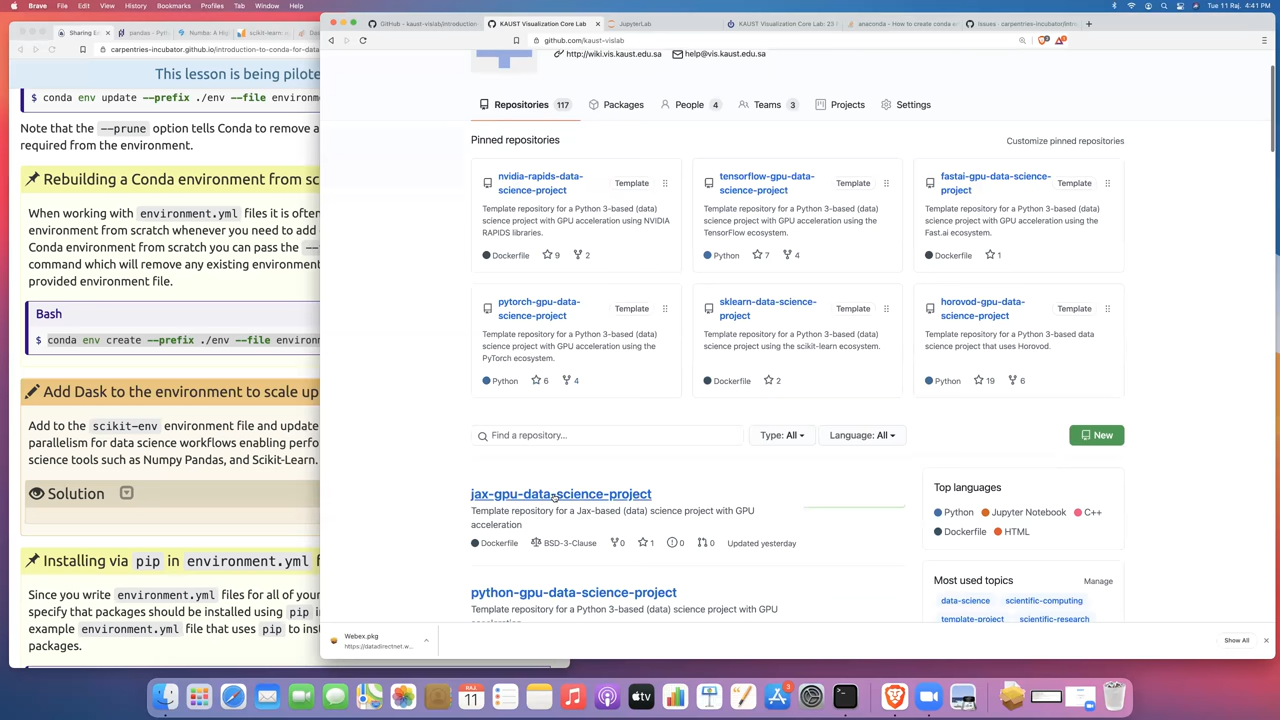 Brave File Edit View History Bookmarks Profiles Tab Window Help
Tue 11 Raj. 4:41 PM
Sharing E
pandas - Pyth
Numba: A Hig
scikit-learn: c
Das
carpentries-incubator.github.io/introduction-to-conda-for-data
This lesson is being pilote
$ conda env update --prefix ./env --file environm
Note that the --prune option tells Conda to remove a
required from the environment.
Rebuilding a Conda environment from sc
When working with environment.yml files it is often
environment from scratch whenever you need to add
Conda environment from scratch you can pass the --
command which will remove any existing environment
provided environment file.
Bash
$ conda env create --prefix ./env --file environm
Add Dask to the environment to scale up
Add to the scikit-env environment file and update
parallelism for data science workflows enabling perfor
science tools such as Numpy Pandas, and Scikit-Learn.
Solution
Installing via pip in environment.yml f
Since you write environment.yml files for all of your
specify that packages should be installed using pip in
example environment.yml file that uses pip to inst
packages.
GitHub - kaust-vislab/introduction
KAUST Visualization Core Lab
JupyterLab
KAUST Visualization Core Lab: 23 I
anaconda - How to create conda e
Issues · carpentries-incubator/intr
github.com/kaust-vislab
http://wiki.vis.kaust.edu.sa help@vis.kaust.edu.sa
Repositories 117 Packages People 4 Teams 3 Projects Settings
Pinned repositories
Customize pinned repositories
nvidia-rapids-data-
science-project
Template
Template repository for a Python 3-based (data)
science project with GPU acceleration using NVIDIA
RAPIDS libraries.
Dockerfile 9 2
tensorflow-gpu-data-
science-project
Template
Template repository for a Python 3-based (data)
science project with GPU acceleration using the
TensorFlow ecosystem.
Python 7 4
fastai-gpu-data-science-
project
Template
Template repository for a Python 3-based (data)
science project with GPU acceleration using the
Fast.ai ecosystem.
Dockerfile 1
pytorch-gpu-data-
science-project
Template
Template repository for a Python 3-based (data)
science project with GPU acceleration using the
PyTorch ecosystem.
Python 6 4
sklearn-data-science-
project
Template
Template repository for a Python 3-based (data)
science project using the scikit-learn ecosystem.
Dockerfile 2
horovod-gpu-data-
science-project
Template
Template repository for a Python 3-based data
science project that uses Horovod.
Python 19 6
Find a repository...
Type: All
Language: All
New
jax-gpu-data-science-project
Template repository for a Jax-based (data) science project with GPU
acceleration
Dockerfile BSD-3-Clause 0 1 0 0 Updated yesterday
python-gpu-data-science-project
Template repository for a Python 3-based (data) science project with GPU
acceleration
Top languages
Python Jupyter Notebook C++
Dockerfile HTML
Most used topics
Manage
data-science scientific-computing
template-project scientific-research
Webex.pkg
https://datadirectnet.w...
Show All
RAJ.
11
3